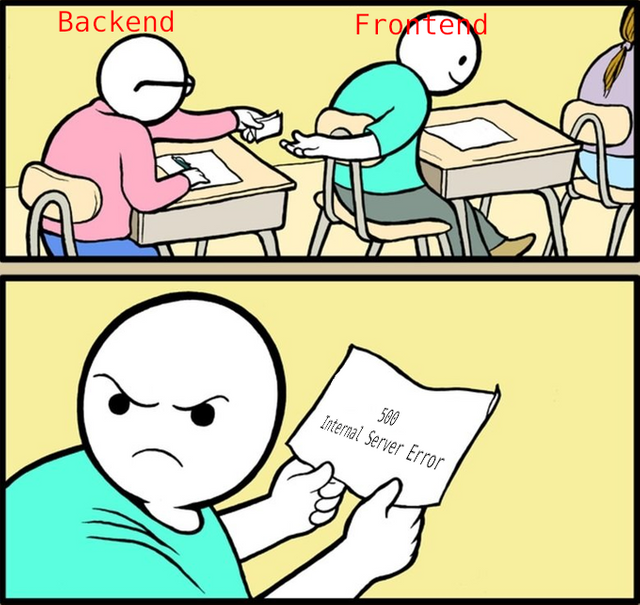 Backend
Frontend
500
Internal Server Error